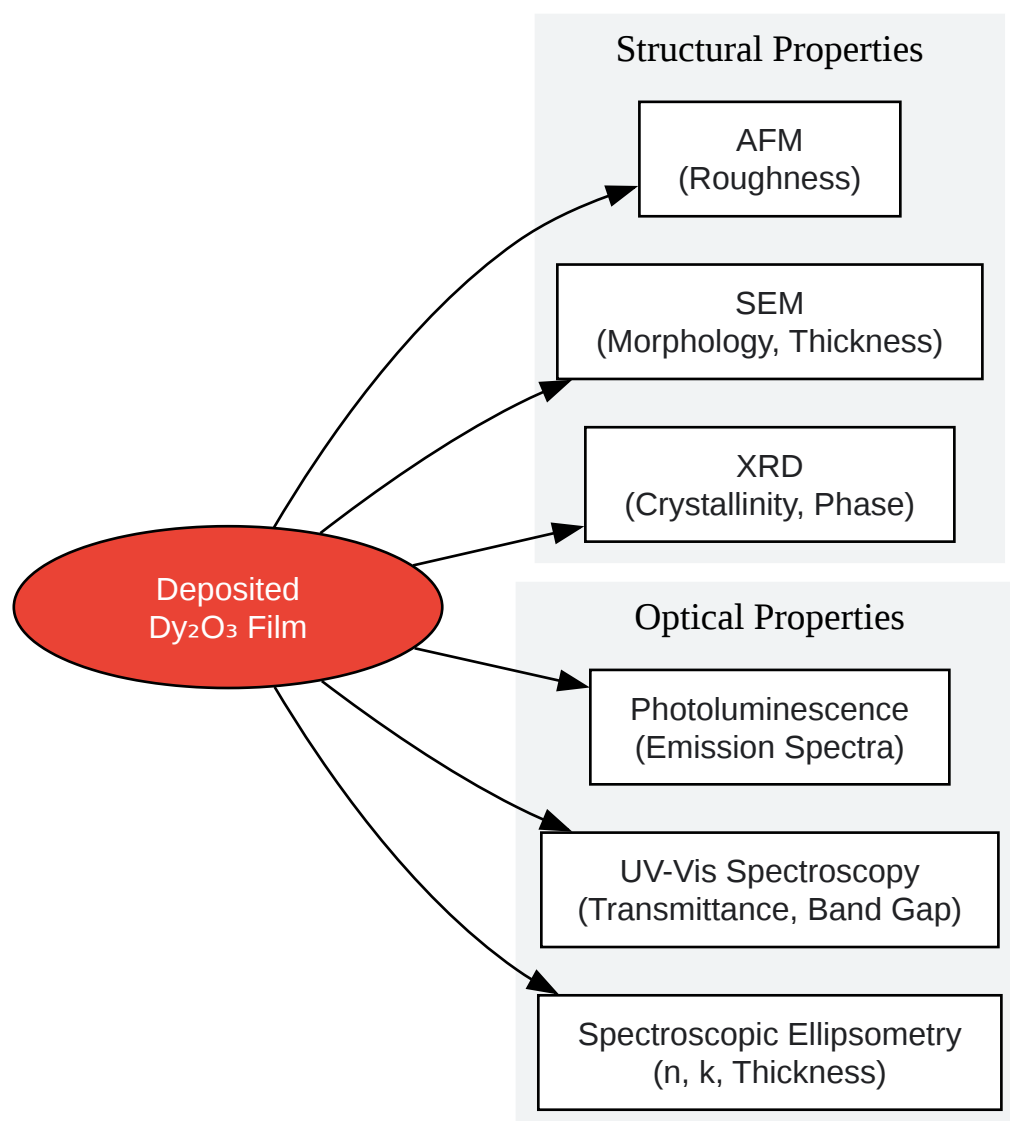 Structural Properties
AFM
(Roughness)
SEM
(Morphology, Thickness)
XRD
(Crystallinity, Phase)
Deposited
Dy₂O₃ Film
Optical Properties
Photoluminescence
(Emission Spectra)
UV-Vis Spectroscopy
(Transmittance, Band Gap)
Spectroscopic Ellipsometry
(n, k, Thickness)